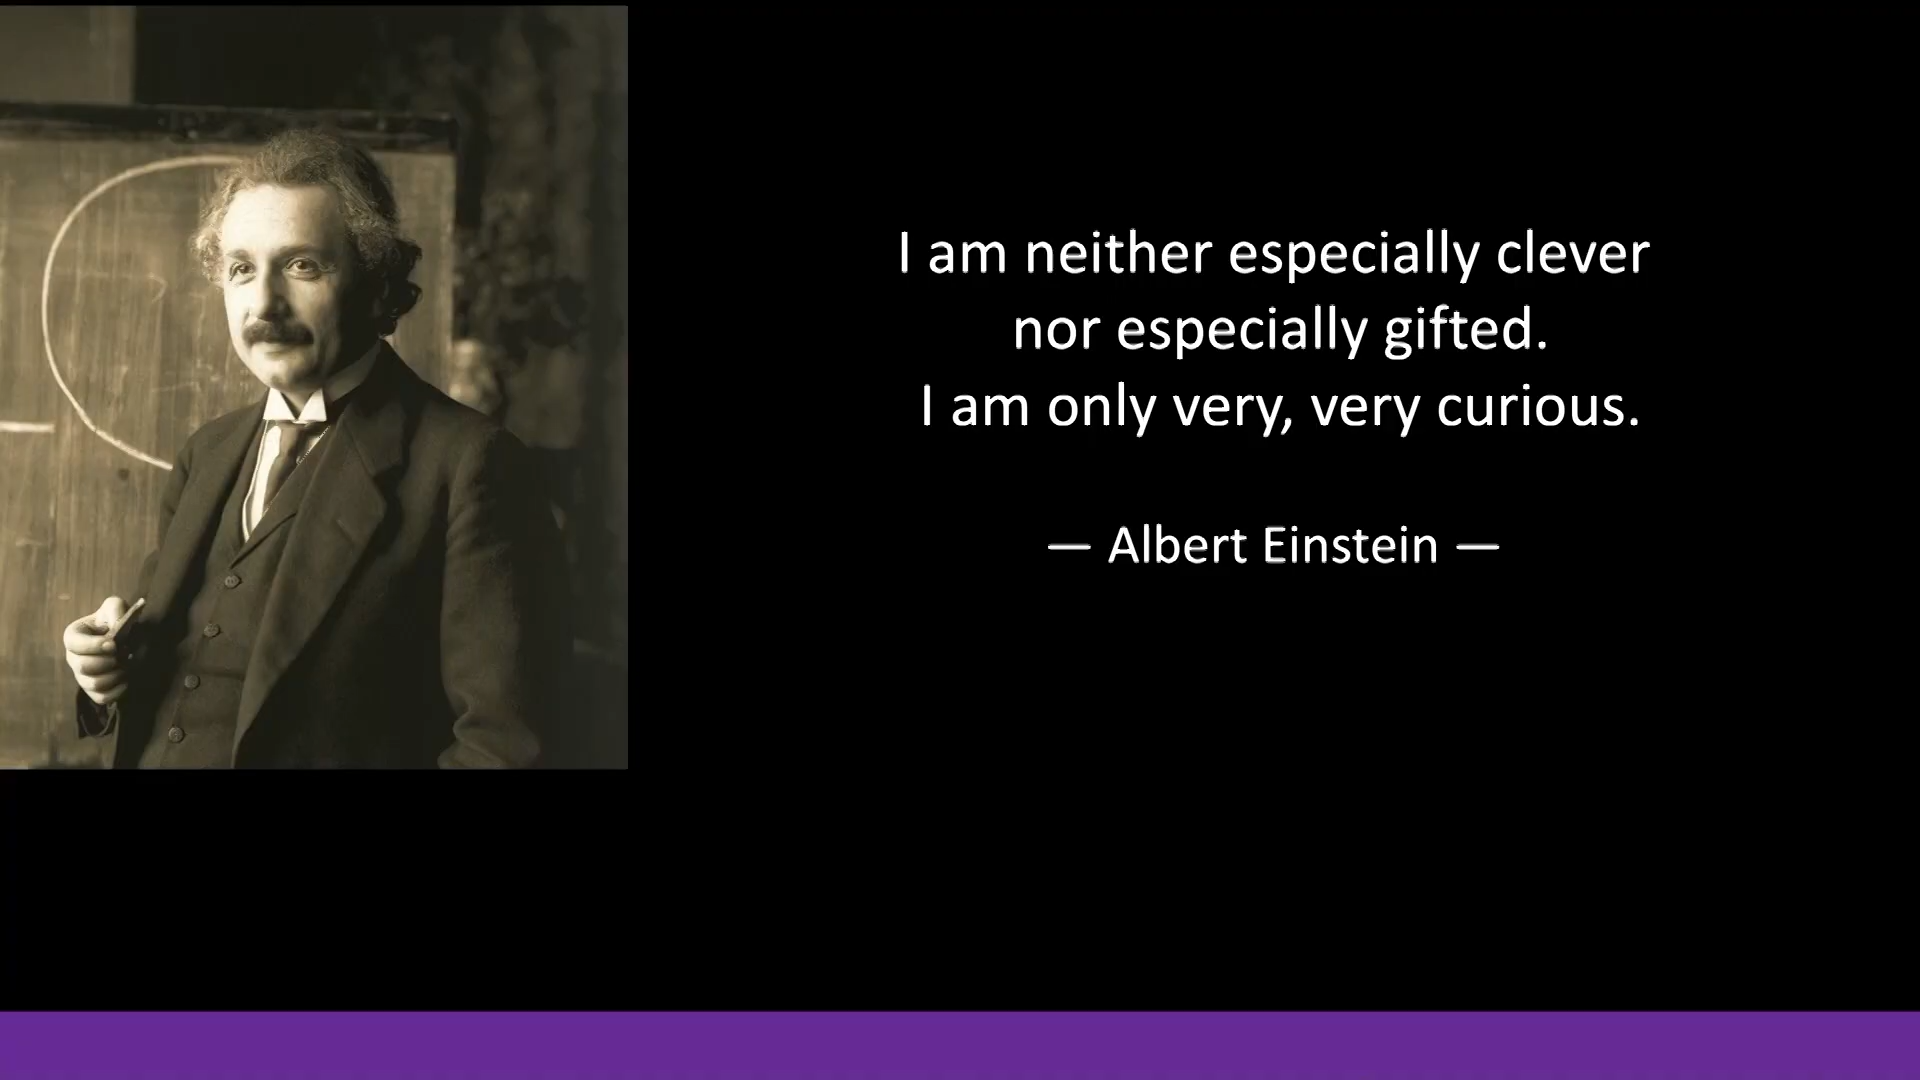 I am neither especially clever
nor especially gifted.
I am only very, very curious.
— Albert Einstein —